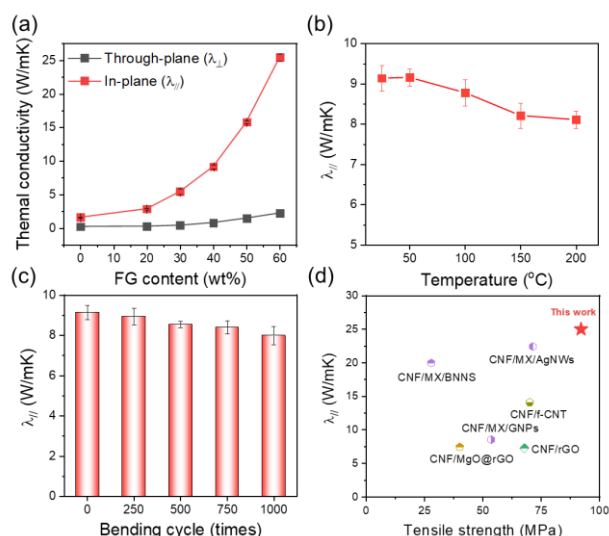 (a)
Themal conductivity (W/mK)
25
20
15
10
5
0
Through-plane (λ⊥)
In-plane (λ//)
0 20 30 40 50 60
FG content (wt%)
(b)
λ// (W/mK)
10
9
8
7
6
5
50 100 150 200
Temperature (°C)
(c)
λ// (W/mK)
10
8
6
4
2
0
0 250 500 750 1000
Bending cycle (times)
(d)
λ// (W/mK)
30
25
20
15
10
5
0
This work
CNF/MX/AgNWs
CNF/MX/BNNS
CNF/f-CNT
CNF/MX/GNPs
CNF/MgO@rGO
CNF/rGO
0 25 50 75 100
Tensile strength (MPa)